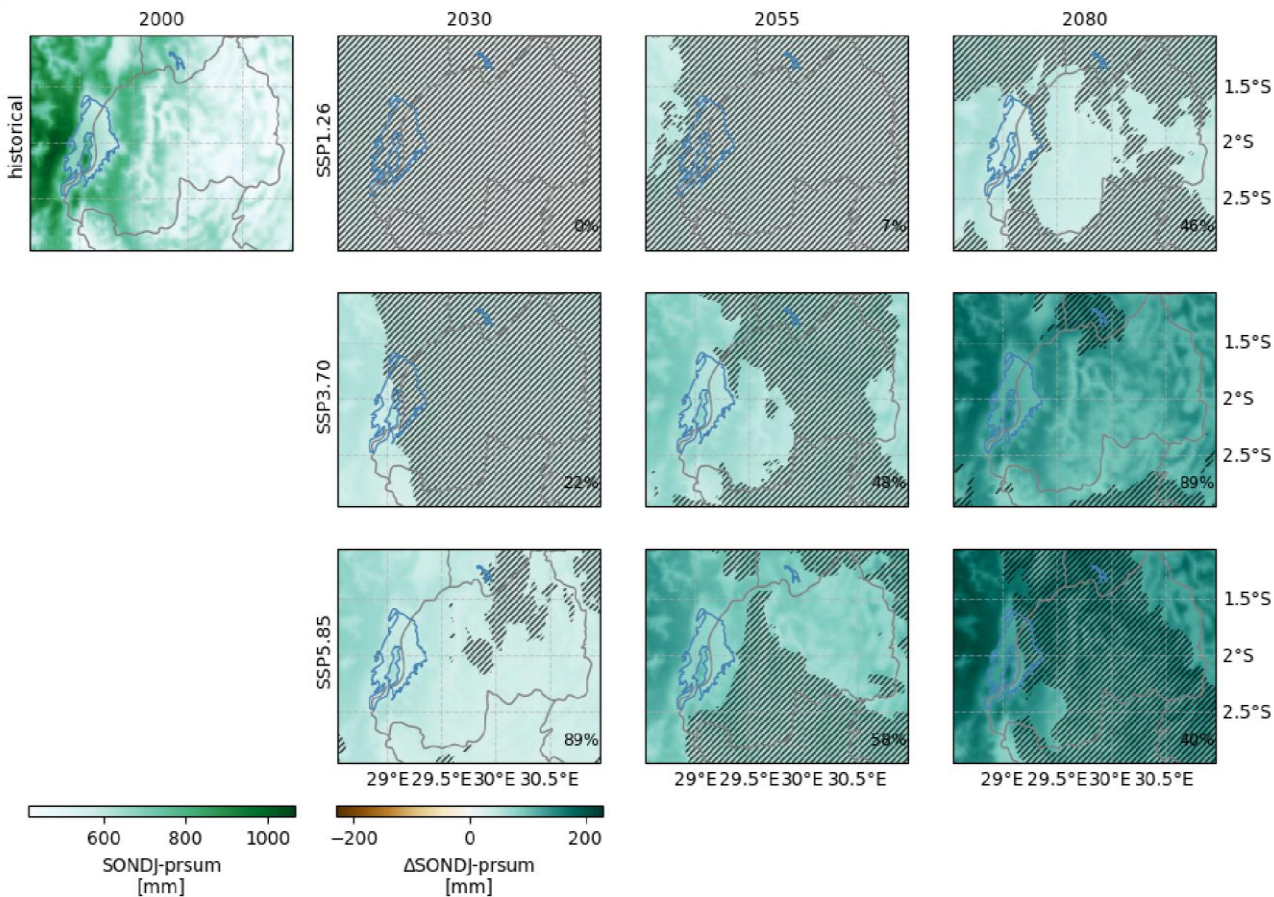 2000
2030
2055
2080
historical
SSP1.26
0%
7%
46%
1.5°S
2°S
2.5°S
SSP3.70
22%
48%
89%
1.5°S
2°S
2.5°S
SSP5.85
89%
58%
40%
1.5°S
2°S
2.5°S
29°E 29.5°E 30°E 30.5°E
29°E 29.5°E 30°E 30.5°E
29°E 29.5°E 30°E 30.5°E
600 800 1000
SONDJ-prsum
[mm]
−200 0 200
ΔSONDJ-prsum
[mm]